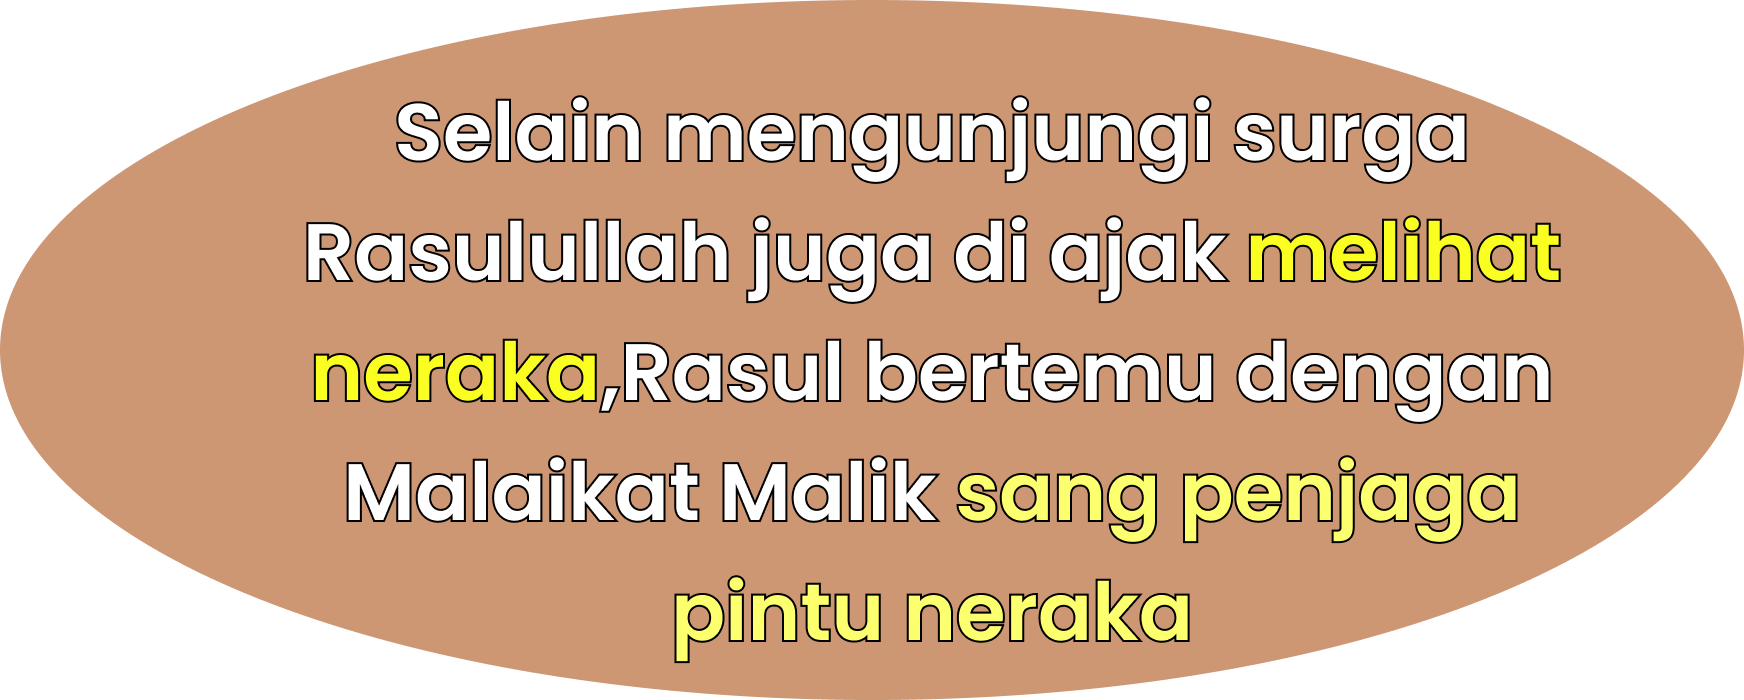 Selain mengunjungi surga
Rasulullah juga di ajak melihat
neraka,Rasul bertemu dengan
Malaikat Malik sang penjaga
pintu neraka